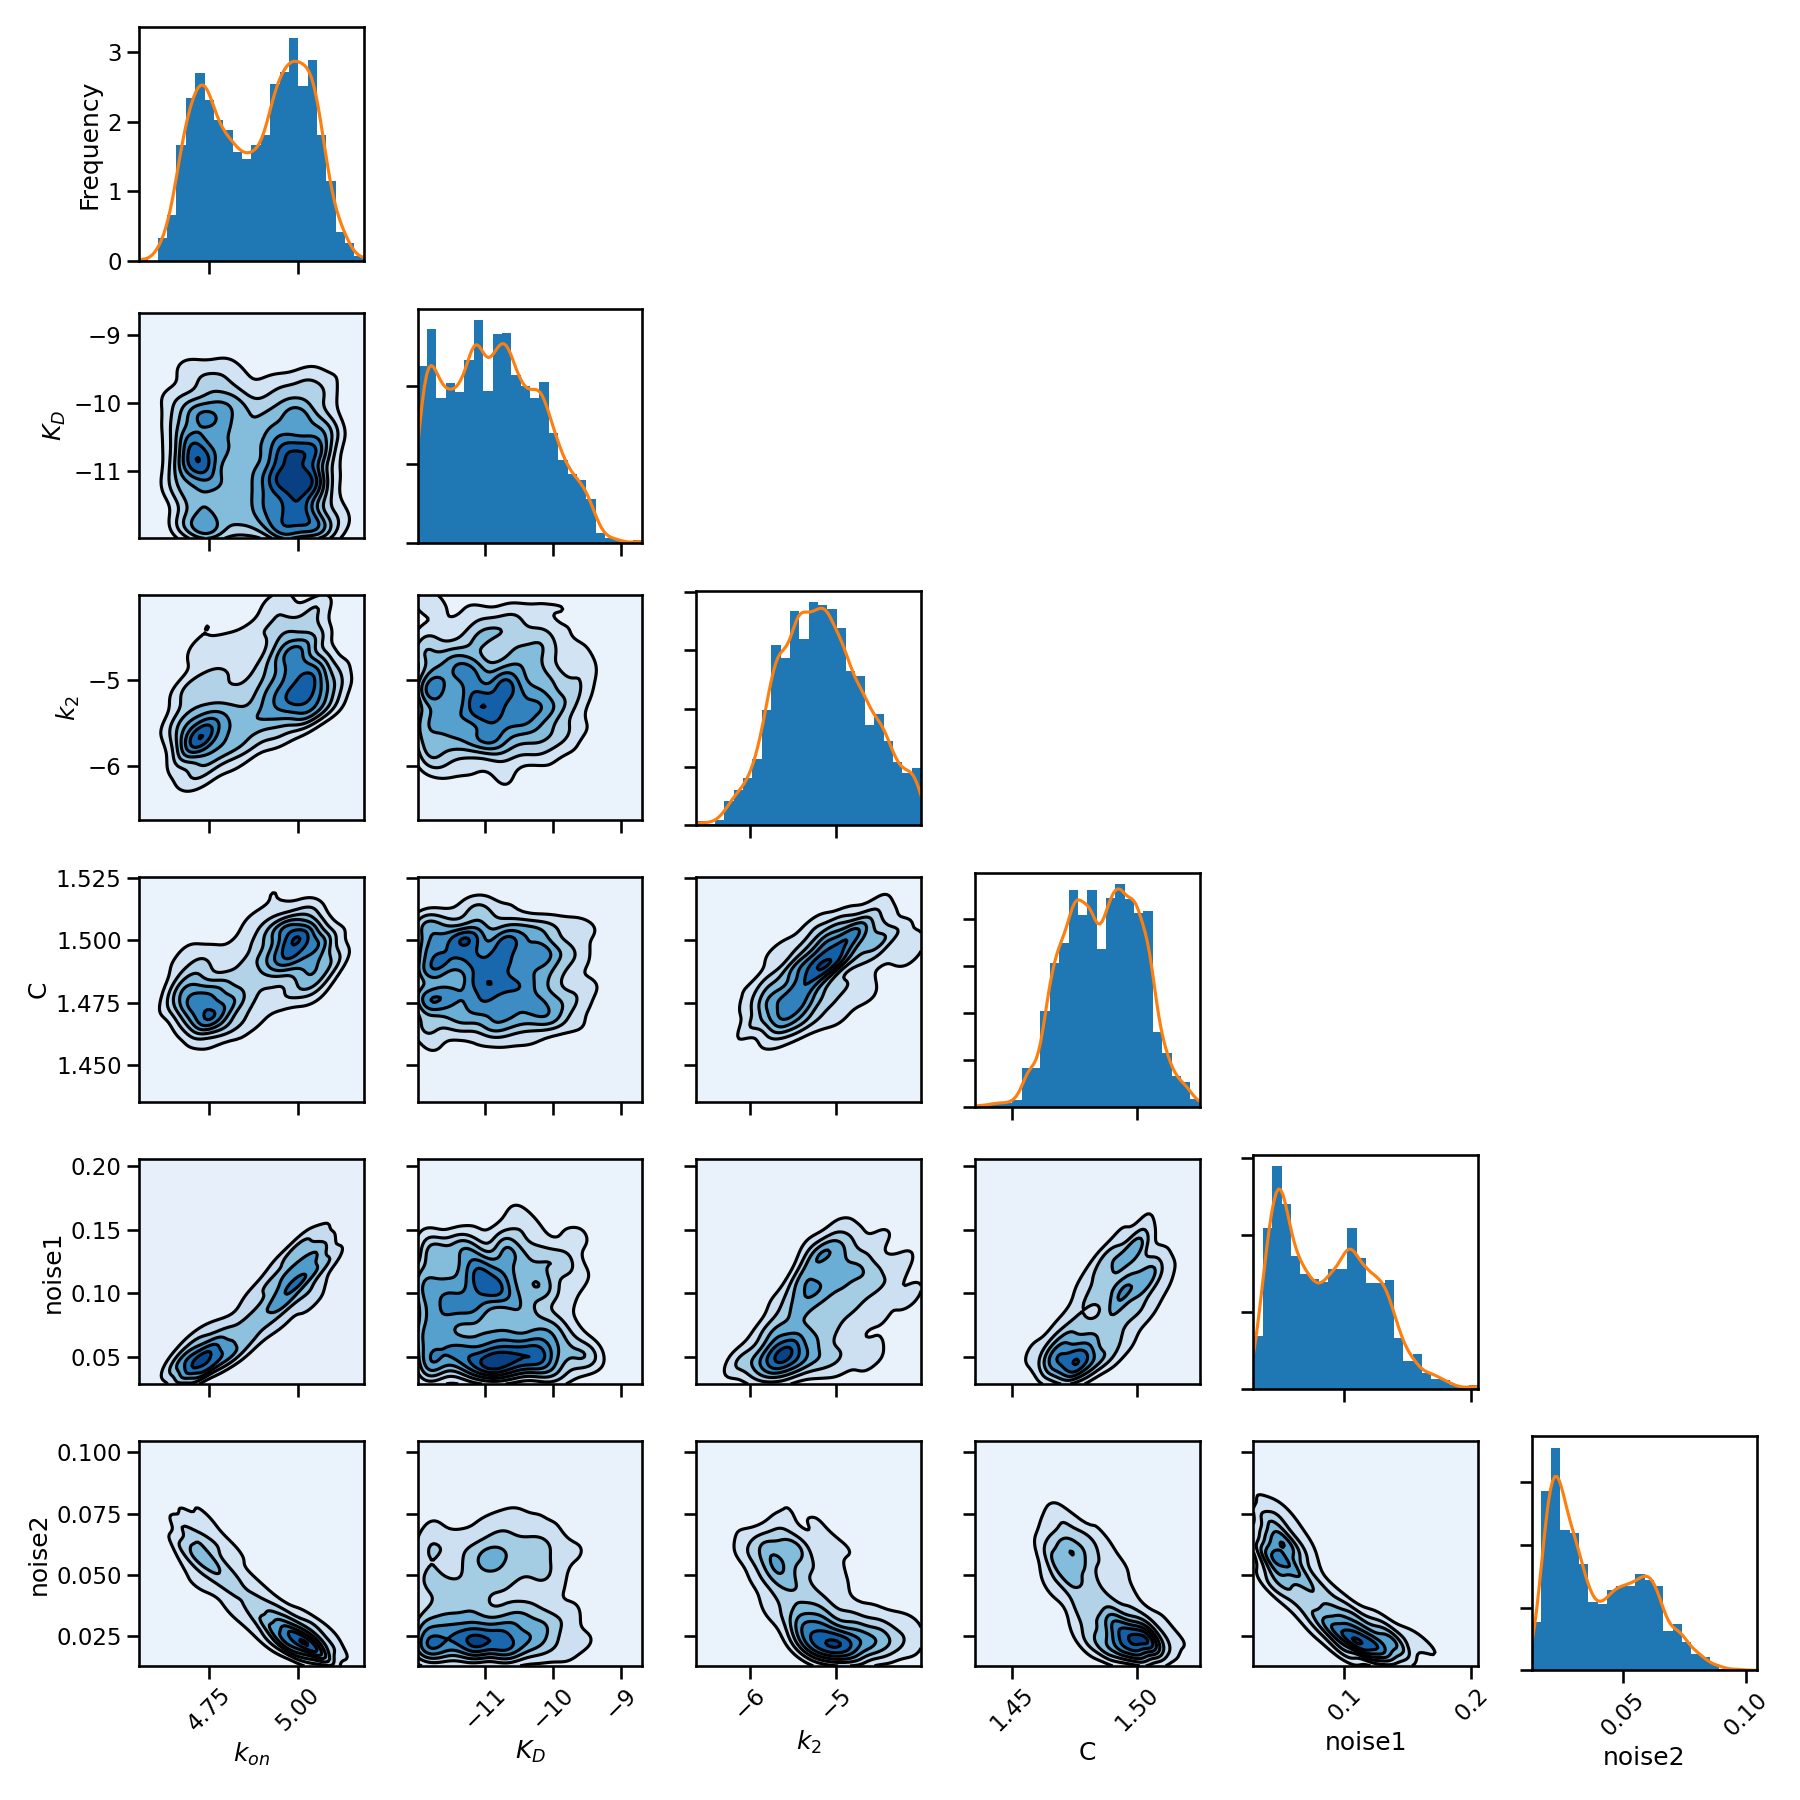 3
2
1
0
Frequency
−9
−10
−11
K_D
−5
−6
k_2
1.525
1.500
1.475
1.450
C
0.20
0.15
0.10
0.05
noise1
0.100
0.075
0.050
0.025
noise2
4.75 5.00 −11 −10 −9 −6 −5 1.45 1.50 0.1 0.2 0.05 0.10
k_on K_D k_2 C noise1 noise2